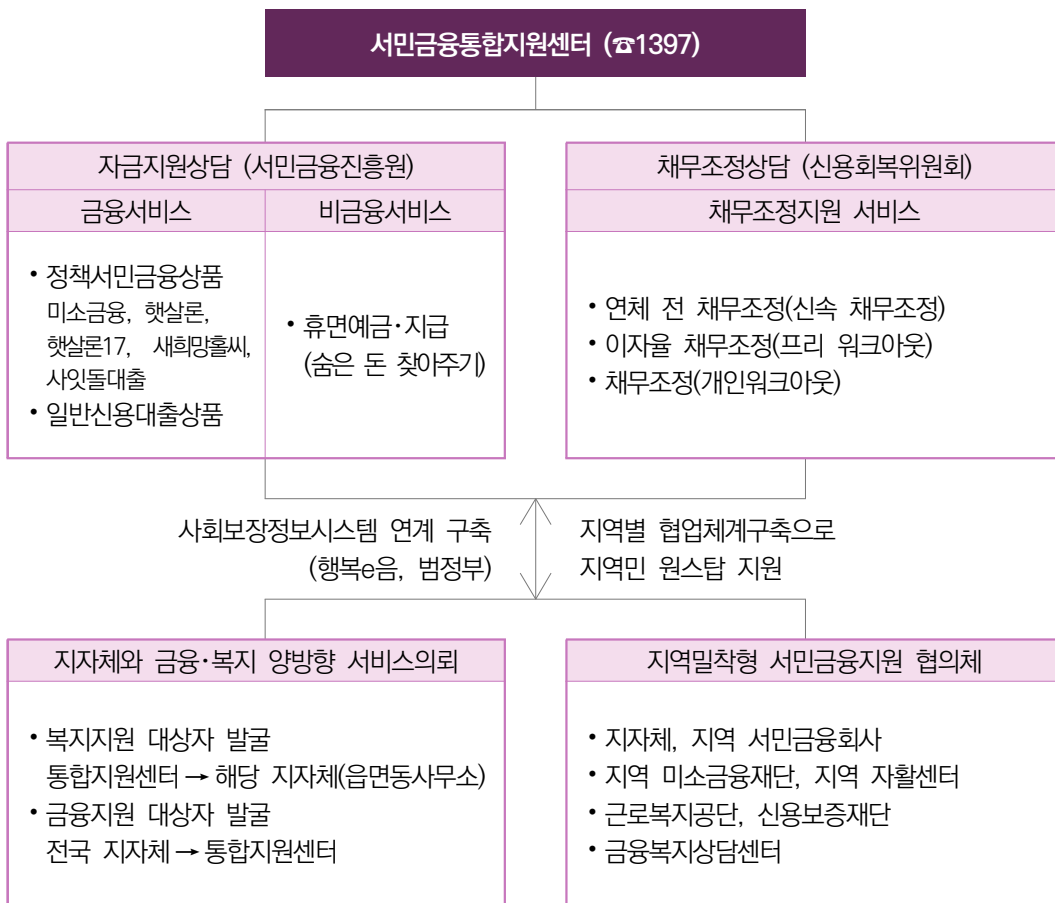 서민금융통합지원센터 (☎1397)
자금지원상담 (서민금융진흥원)
금융서비스
비금융서비스
• 정책서민금융상품
미소금융, 햇살론,
햇살론17, 새희망홀씨,
사잇돌대출
• 일반신용대출상품
• 휴면예금·지급
(숨은 돈 찾아주기)
채무조정상담 (신용회복위원회)
채무조정지원 서비스
• 연체 전 채무조정(신속 채무조정)
• 이자율 채무조정(프리 워크아웃)
• 채무조정(개인워크아웃)
사회보장정보시스템 연계 구축
(행복e음, 범정부)
지역별 협업체계구축으로
지역민 원스탑 지원
지자체와 금융·복지 양방향 서비스의뢰
• 복지지원 대상자 발굴
통합지원센터 → 해당 지자체(읍면동사무소)
• 금융지원 대상자 발굴
전국 지자체 → 통합지원센터
지역밀착형 서민금융지원 협의체
• 지자체, 지역 서민금융회사
• 지역 미소금융재단, 지역 자활센터
• 근로복지공단, 신용보증재단
• 금융복지상담센터